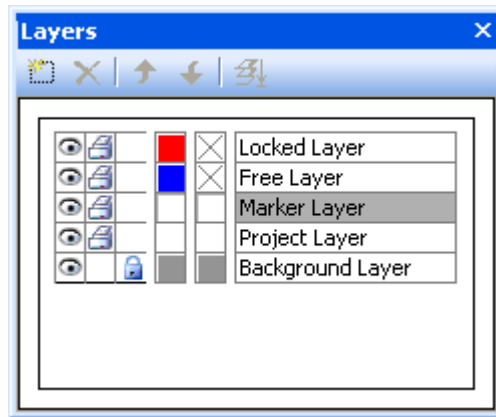 Layers
Locked Layer
Free Layer
Marker Layer
Project Layer
Background Layer